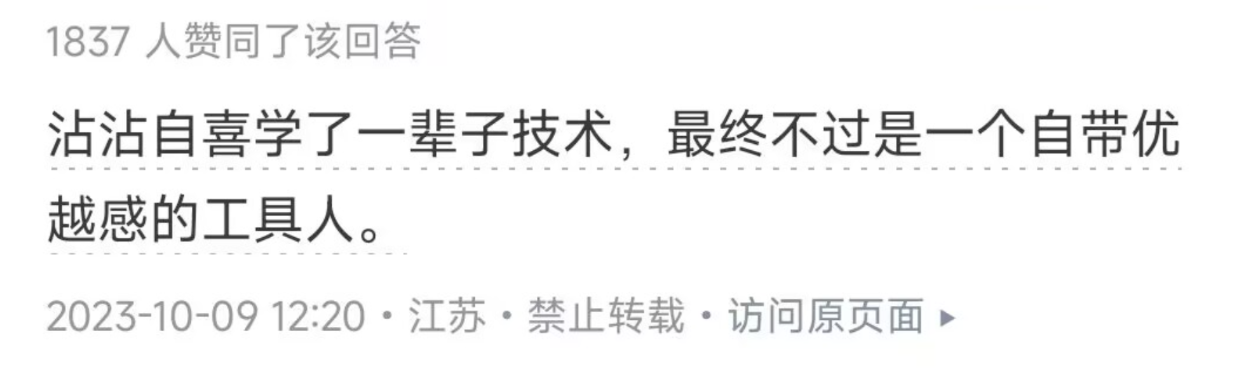 1837 人赞同了该回答
沾沾自喜学了一辈子技术，最终不过是一个自带优
越感的工具人。
2023-10-09 12:20・江苏・禁止转载・访问原页面 ▸